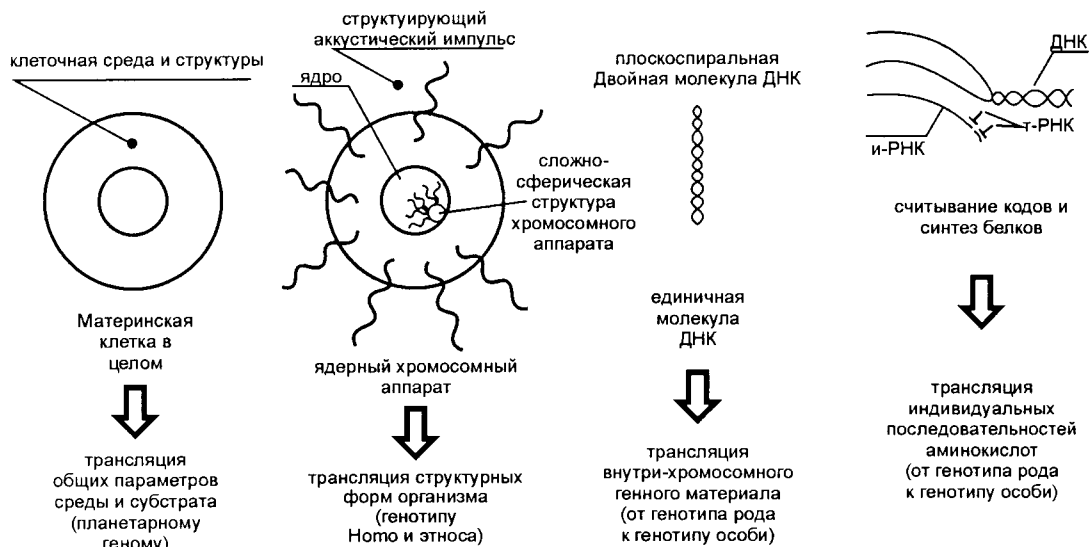 клеточная среда и структуры
Материнская
клетка в
целом
трансляция
общих параметров
среды и субстрата
(планетарному
геному)
структуирующий
аккустический импульс
ядро
сложно-
сферическая
структура
хромосомного
аппарата
ядерный хромосомный
аппарат
трансляция структурных
форм организма
(генотипу
Homo и этноса)
плоскоспиральная
Двойная молекула ДНК
единичная
молекула
ДНК
трансляция
внутри-хромосомного
генного материала
(от генотипа рода
к генотипу особи)
ДНК
т-РНК
и-РНК
считывание кодов и
синтез белков
трансляция
индивидуальных
последовательностей
аминокислот
(от генотипа рода
к генотипу особи)